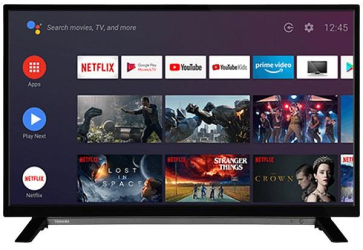 Search movies, TV, and more
12:45
Apps
NETFLIX
Google Play
Movies & TV
YouTube
YouTube Kids
prime video
Play Next
NETFLIX
Netflix
NETFLIX
LOST
IN
SPACE
NETFLIX
STRANGER
THINGS
NETFLIX
THE
CROWN
TOSHIBA